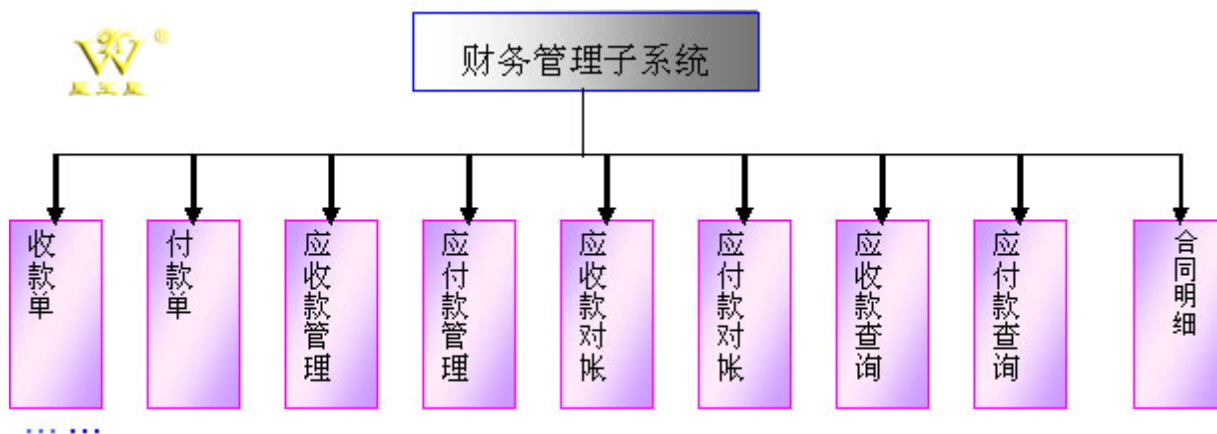 财务管理子系统
收款单
付款单
应收款管理
应付款管理
应收款对帐
应付款对帐
应收款查询
应付款查询
合同明细
... ...